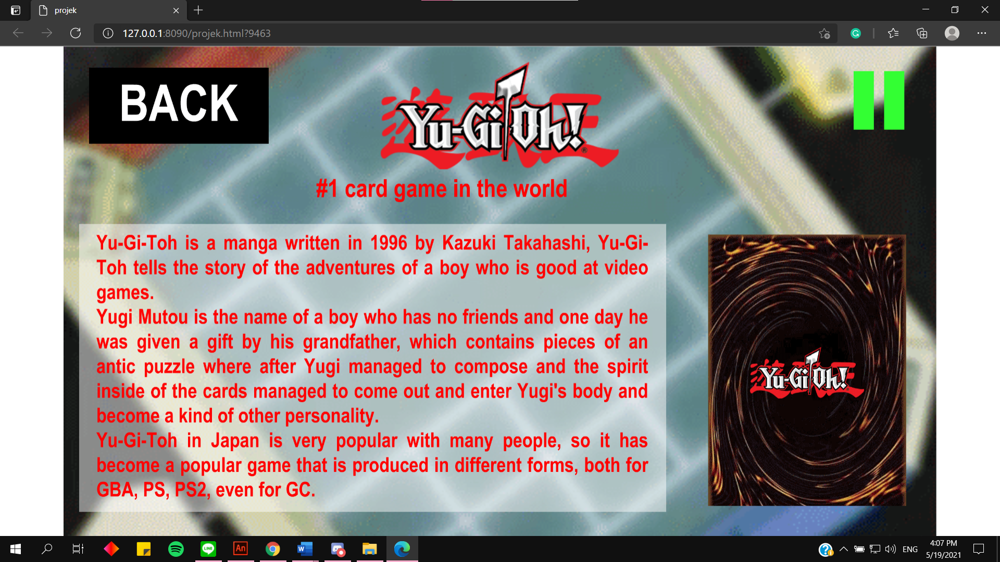 projek
127.0.0.1:8090/projek.html?9463
BACK
遊戯王
Yu-Gi-Oh!
®
#1 card game in the world
Yu-Gi-Toh is a manga written in 1996 by Kazuki Takahashi, Yu-Gi-
Toh tells the story of the adventures of a boy who is good at video
games.
Yugi Mutou is the name of a boy who has no friends and one day he
was given a gift by his grandfather, which contains pieces of an
antic puzzle where after Yugi managed to compose and the spirit
inside of the cards managed to come out and enter Yugi's body and
become a kind of other personality.
Yu-Gi-Toh in Japan is very popular with many people, so it has
become a popular game that is produced in different forms, both for
GBA, PS, PS2, even for GC.
遊戯王
Yu-Gi-Oh!
LINE
An
W
ENG
4:07 PM
5/19/2021